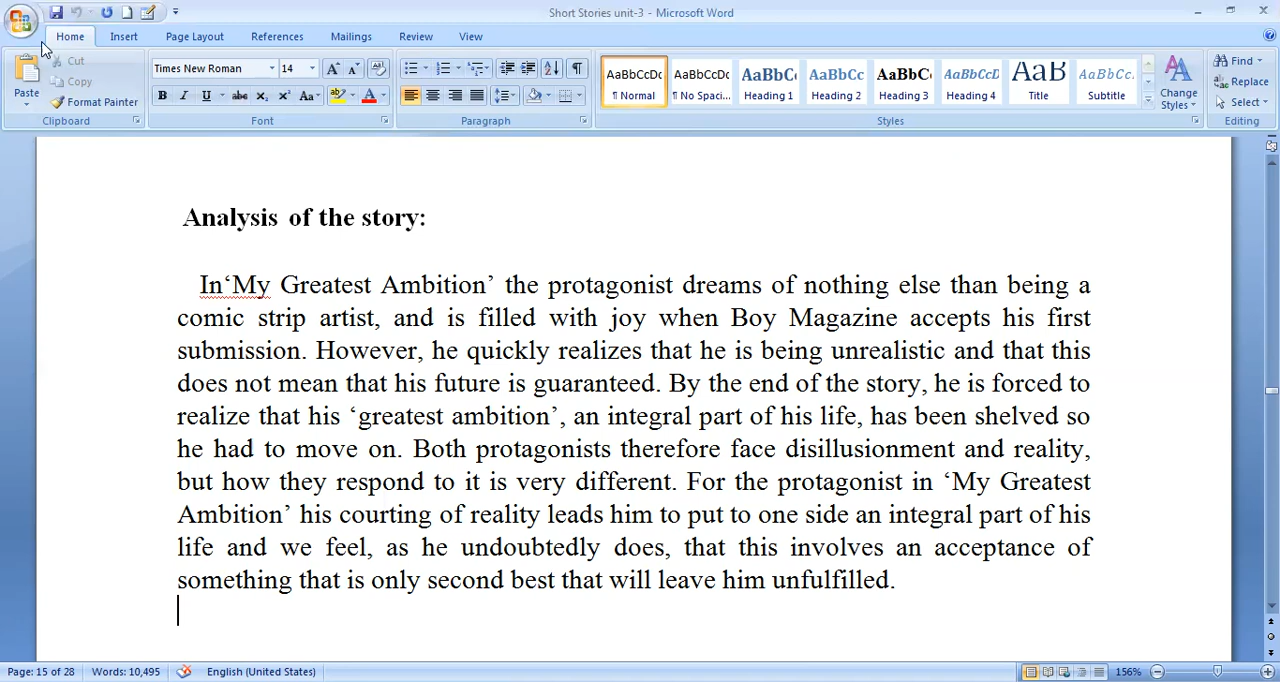 Short Stories unit-3 - Microsoft Word
Home Insert Page Layout References Mailings Review View
Paste Cut Copy Format Painter
Times New Roman 14
B I U abc X₂ X² Aa A
AaBbCcDc AaBbCcDc AaBbC AaBbCc AaBbCc AaBbCcD AaB AaBbCc.
¶ Normal ¶ No Spaci... Heading 1 Heading 2 Heading 3 Heading 4 Title Subtitle
Change Styles
Find Replace Select
Clipboard Font Paragraph Styles Editing
Analysis of the story:
In‘My Greatest Ambition’ the protagonist dreams of nothing else than being a
comic strip artist, and is filled with joy when Boy Magazine accepts his first
submission. However, he quickly realizes that he is being unrealistic and that this
does not mean that his future is guaranteed. By the end of the story, he is forced to
realize that his ‘greatest ambition’, an integral part of his life, has been shelved so
he had to move on. Both protagonists therefore face disillusionment and reality,
but how they respond to it is very different. For the protagonist in ‘My Greatest
Ambition’ his courting of reality leads him to put to one side an integral part of his
life and we feel, as he undoubtedly does, that this involves an acceptance of
something that is only second best that will leave him unfulfilled.
Page: 15 of 28 Words: 10,495 English (United States) 156%